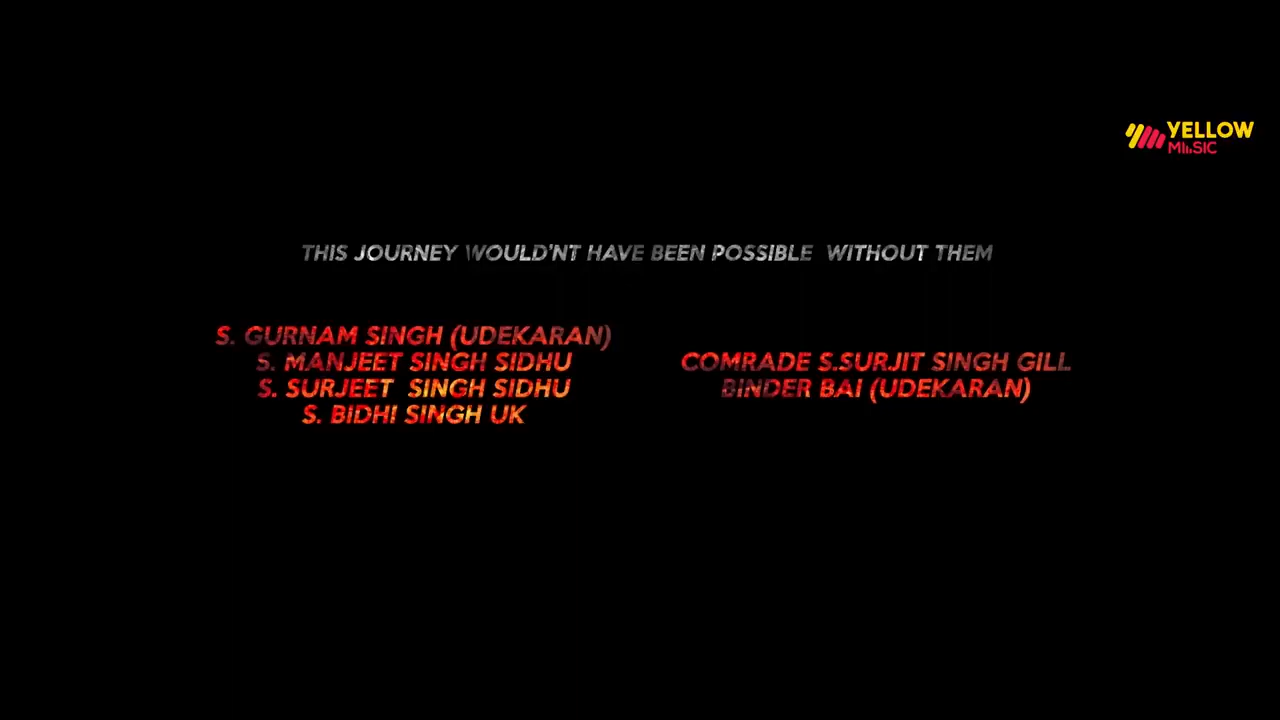 YELLOW
MUSIC
THIS JOURNEY WOULD'NT HAVE BEEN POSSIBLE WITHOUT THEM
S. GURNAM SINGH (UDEKARAN)
S. MANJEET SINGH SIDHU
S. SURJEET SINGH SIDHU
S. BIDHI SINGH UK
COMRADE S.SURJIT SINGH GILL
BINDER BAI (UDEKARAN)